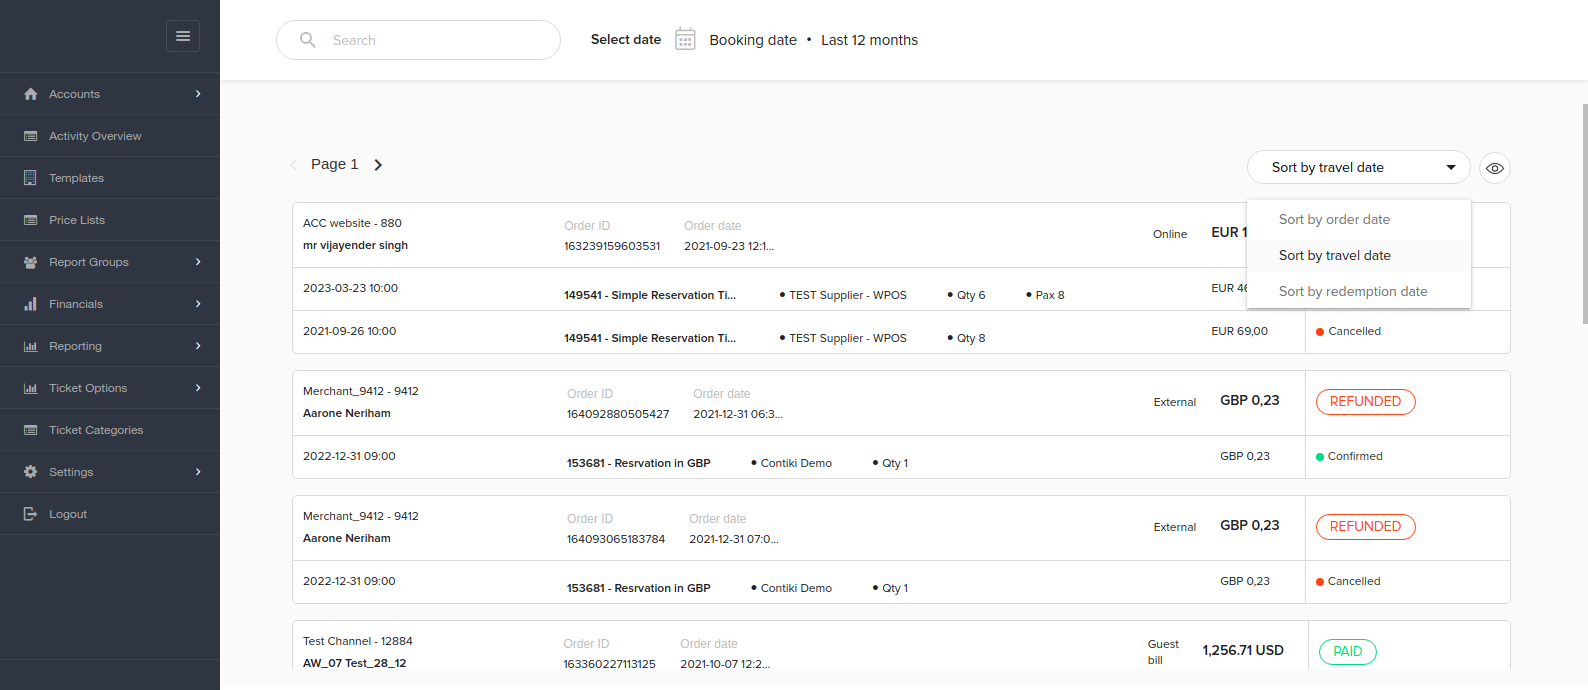 Search
Select date
Booking date • Last 12 months
Accounts
Activity Overview
Templates
Price Lists
Report Groups
Financials
Reporting
Ticket Options
Ticket Categories
Settings
Logout
Page 1
Sort by travel date
Sort by order date
Sort by travel date
Sort by redemption date
ACC website - 880
mr vijayender singh
Order ID
163239159603531
Order date
2021-09-23 12:1...
Online
EUR 1
2023-03-23 10:00
149541 - Simple Reservation Ti...
• TEST Supplier - WPOS
• Qty 6
• Pax 8
EUR 46
2021-09-26 10:00
149541 - Simple Reservation Ti...
• TEST Supplier - WPOS
• Qty 8
EUR 69,00
Cancelled
Merchant_9412 - 9412
Aarone Neriham
Order ID
164092880505427
Order date
2021-12-31 06:3...
External
GBP 0,23
REFUNDED
2022-12-31 09:00
153681 - Resrvation in GBP
• Contiki Demo
• Qty 1
GBP 0,23
Confirmed
Merchant_9412 - 9412
Aarone Neriham
Order ID
164093065183784
Order date
2021-12-31 07:0...
External
GBP 0,23
REFUNDED
2022-12-31 09:00
153681 - Resrvation in GBP
• Contiki Demo
• Qty 1
GBP 0,23
Cancelled
Test Channel - 12884
AW_07 Test_28_12
Order ID
163360227113125
Order date
2021-10-07 12:2...
Guest
bill
1,256.71 USD
PAID